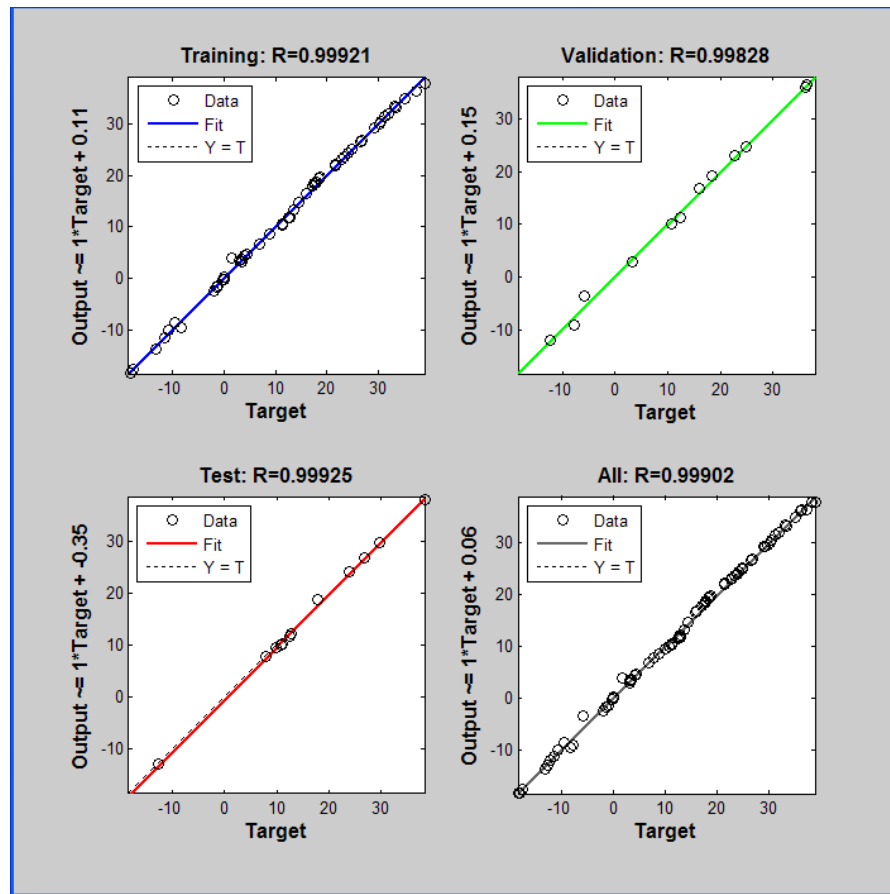 Training: R=0.99921
Output ~= 1*Target + 0.11
Data
Fit
Y = T
30
20
10
0
-10
-10 0 10 20 30
Target
Validation: R=0.99828
Output ~= 1*Target + 0.15
Data
Fit
Y = T
30
20
10
0
-10
-10 0 10 20 30
Target
Test: R=0.99925
Output ~= 1*Target + -0.35
Data
Fit
Y = T
30
20
10
0
-10
-10 0 10 20 30
Target
All: R=0.99902
Output ~= 1*Target + 0.06
Data
Fit
Y = T
30
20
10
0
-10
-10 0 10 20 30
Target